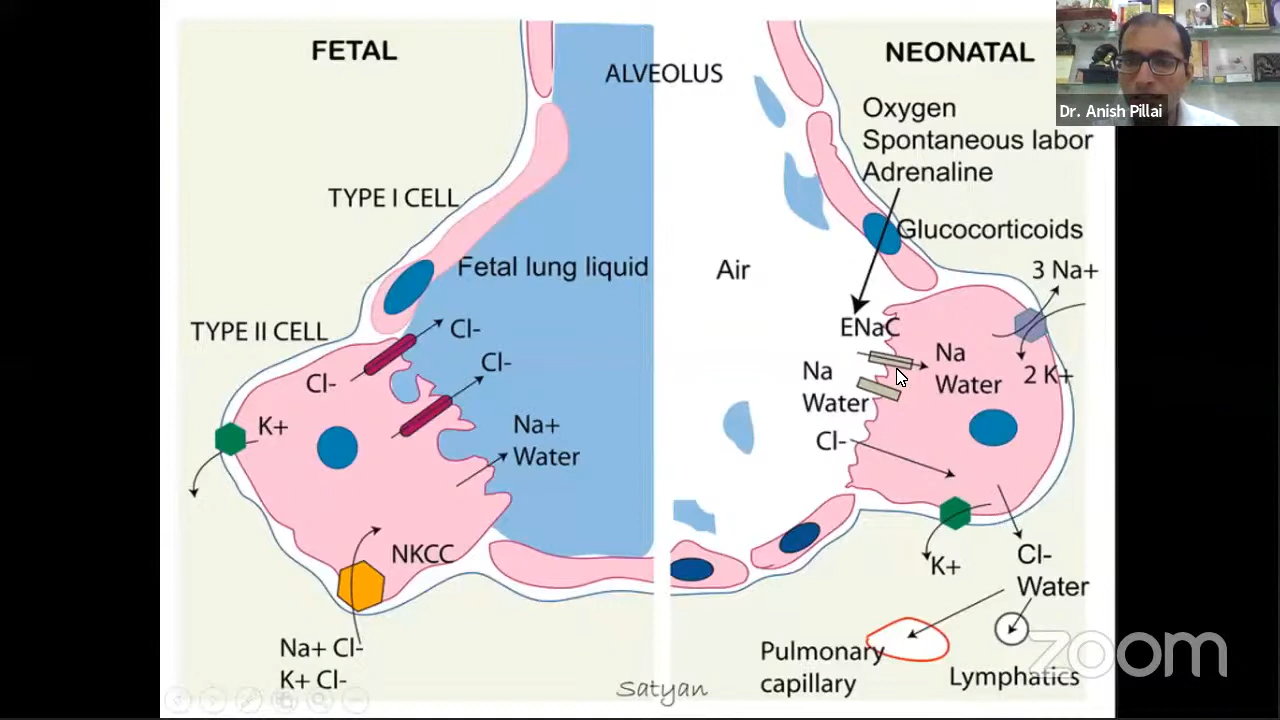 FETAL
ALVEOLUS
NEONATAL
Dr. Anish Pillai
Oxygen
Spontaneous labor
Adrenaline
TYPE I CELL
Glucocorticoids
Fetal lung liquid
Air
3 Na+
TYPE II CELL
Cl-
Cl-
Cl-
ENaC
Na
Water
Na
Water
2 K+
K+
Na+
Water
Cl-
NKCC
K+
Cl-
Water
Na+ Cl-
K+ Cl-
Pulmonary
capillary
Lymphatics
Satyan
zoom